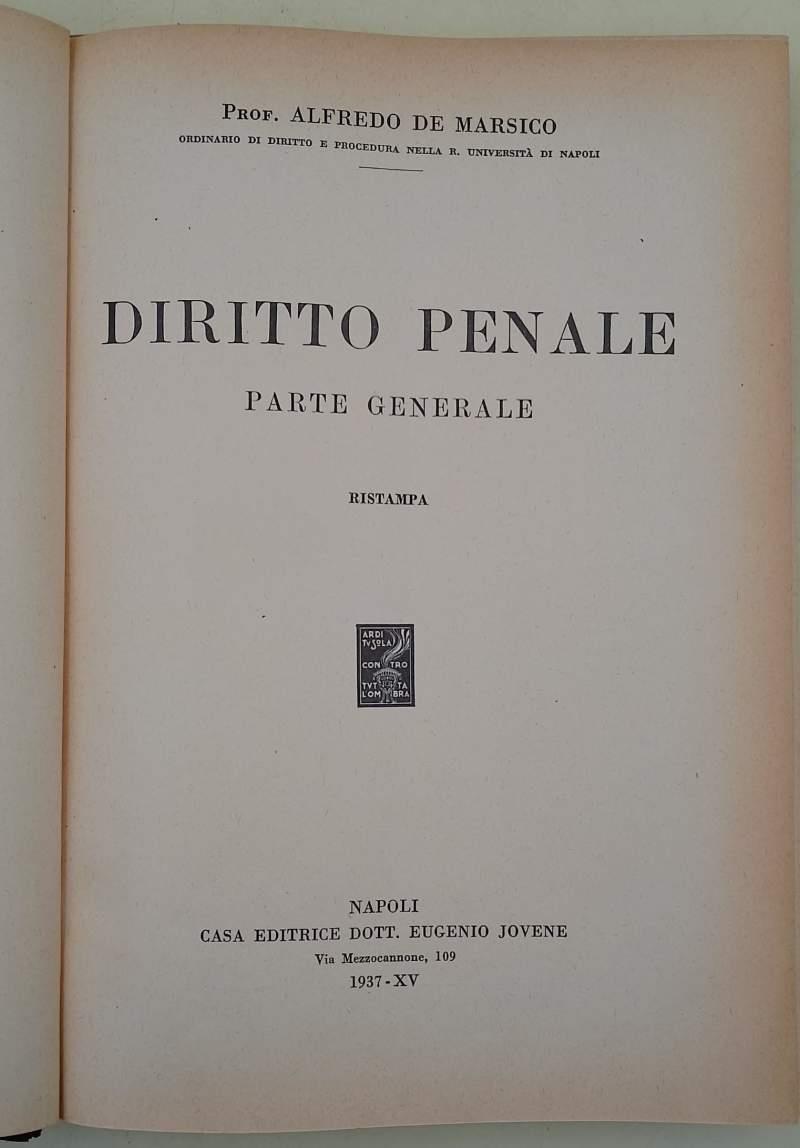 Prof. ALFREDO DE MARSICO
ORDINARIO DI DIRITTO E PROCEDURA NELLA R. UNIVERSITÀ DI NAPOLI
DIRITTO PENALE
PARTE GENERALE
RISTAMPA
ARDI
TV SOLA
CONTRO
TVTTA
L'OMBRA
NAPOLI
CASA EDITRICE DOTT. EUGENIO JOVENE
Via Mezzocannone, 109
1937-XV